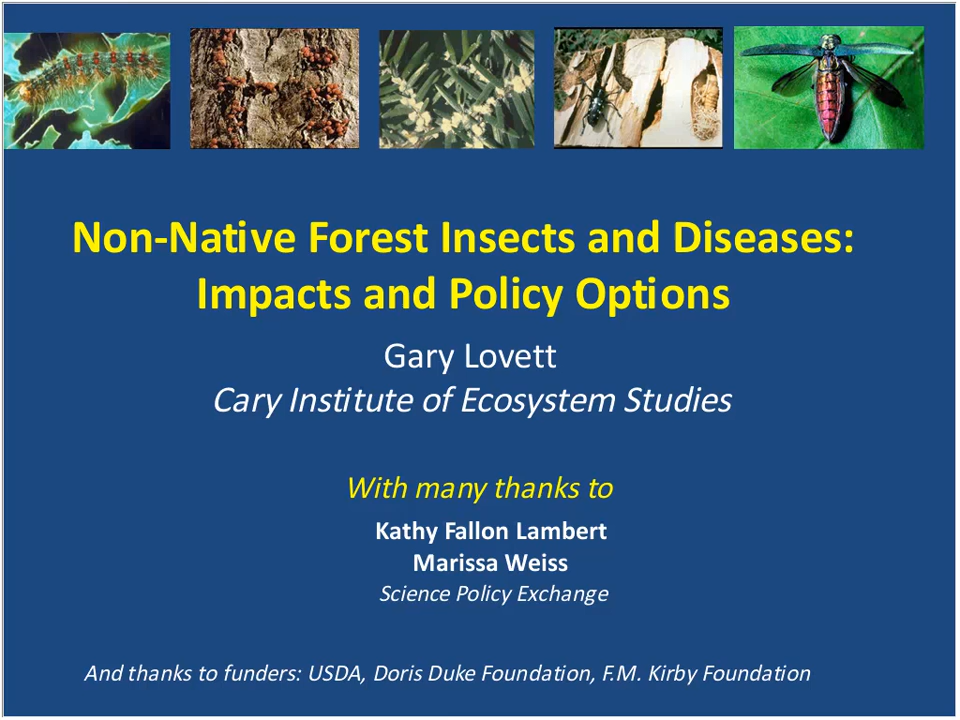 Non-Native Forest Insects and Diseases:
Impacts and Policy Options
Gary Lovett
Cary Institute of Ecosystem Studies
With many thanks to
Kathy Fallon Lambert
Marissa Weiss
Science Policy Exchange
And thanks to funders: USDA, Doris Duke Foundation, F.M. Kirby Foundation